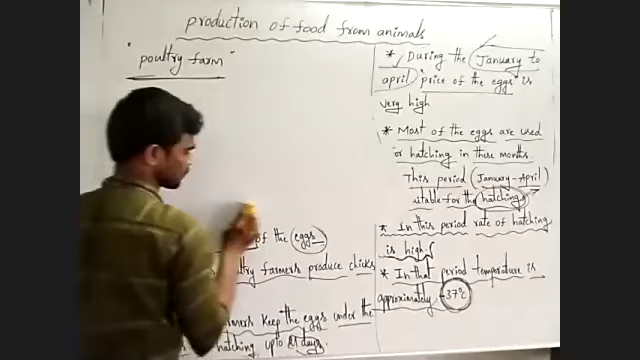 production of food from animals
"poultry farm"
of the eggs
farmers produce chicks
keep the eggs under the
hatching upto 21 days.
* During the January to
april price of the eggs is
very high
* Most of the eggs are used
or hatching in these months.
This period (January-April)
sitable for the hatching
* In this period rate of hatching
is high.
* In that period temperature is
approximately 37°C